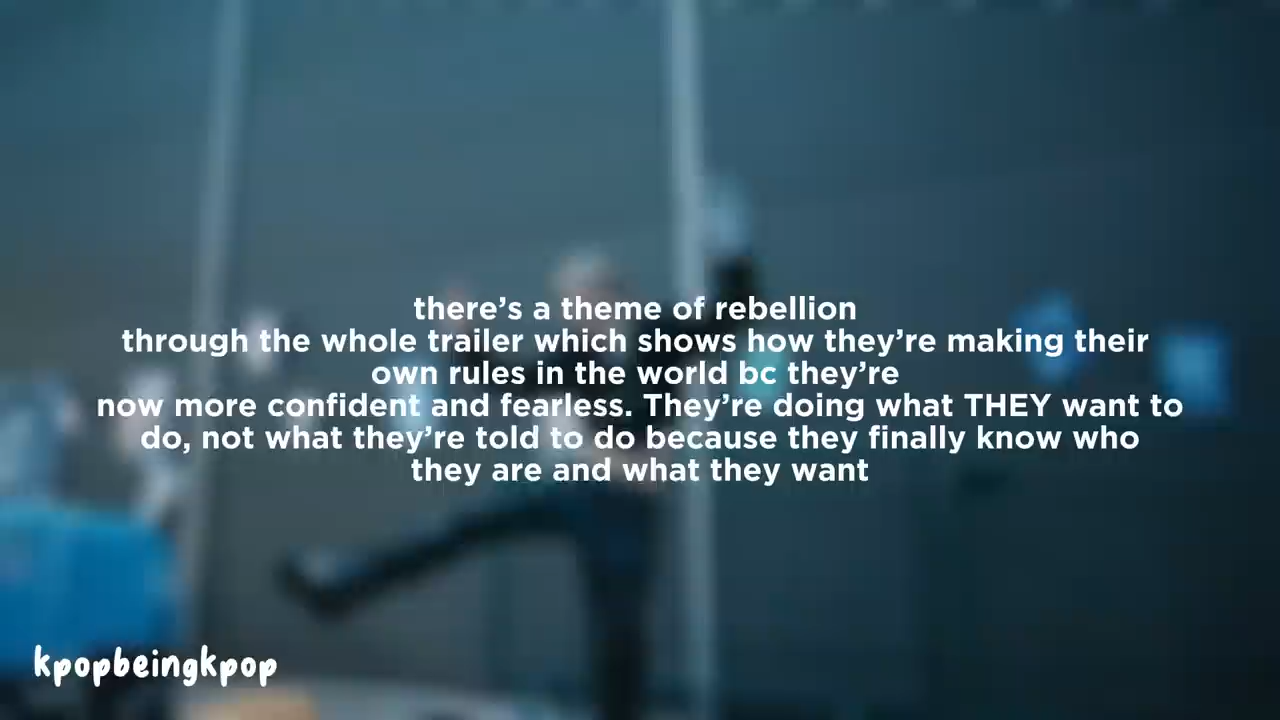 there’s a theme of rebellion
through the whole trailer which shows how they’re making their
own rules in the world bc they’re
now more confident and fearless. They’re doing what THEY want to
do, not what they’re told to do because they finally know who
they are and what they want
kpopbeingkpop